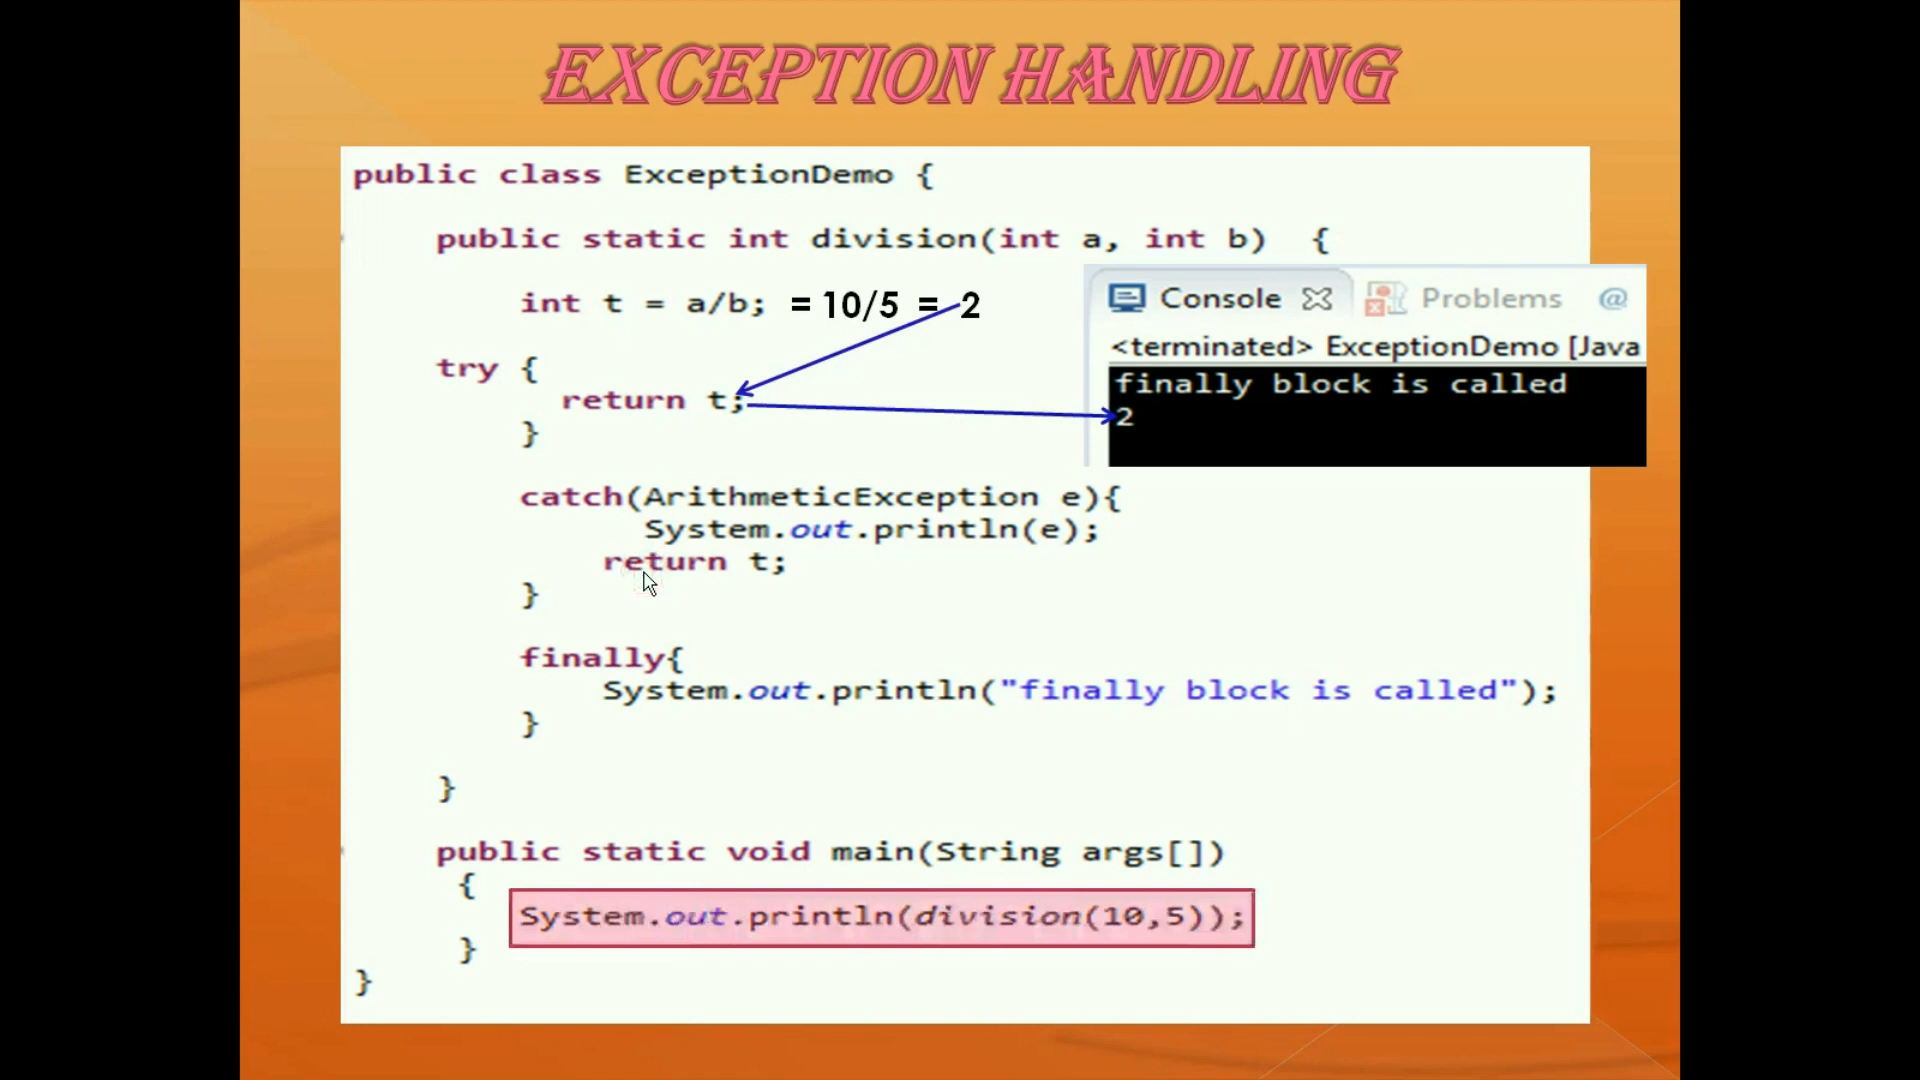 EXCEPTION HANDLING
public class ExceptionDemo {
public static int division(int a, int b) {
int t = a/b; = 10/5 = 2
Console Problems @
<terminated> ExceptionDemo [Java
finally block is called
2
try {
return t;
}
catch(ArithmeticException e){
System.out.println(e);
return t;
}
finally{
System.out.println("finally block is called");
}
}
public static void main(String args[])
{
System.out.println(division(10,5));
}
}